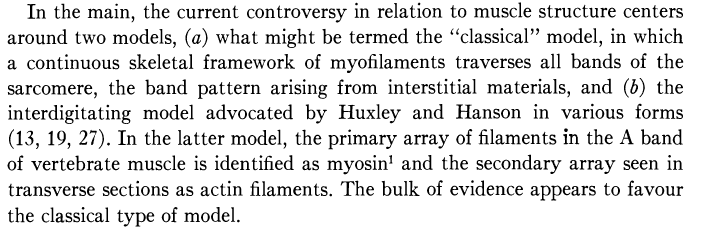 In the main, the current controversy in relation to muscle structure centers
around two models, (a) what might be termed the “classical” model, in which
a continuous skeletal framework of myofilaments traverses all bands of the
sarcomere, the band pattern arising from interstitial materials, and (b) the
interdigitating model advocated by Huxley and Hanson in various forms
(13, 19, 27). In the latter model, the primary array of filaments in the A band
of vertebrate muscle is identified as myosin¹ and the secondary array seen in
transverse sections as actin filaments. The bulk of evidence appears to favour
the classical type of model.